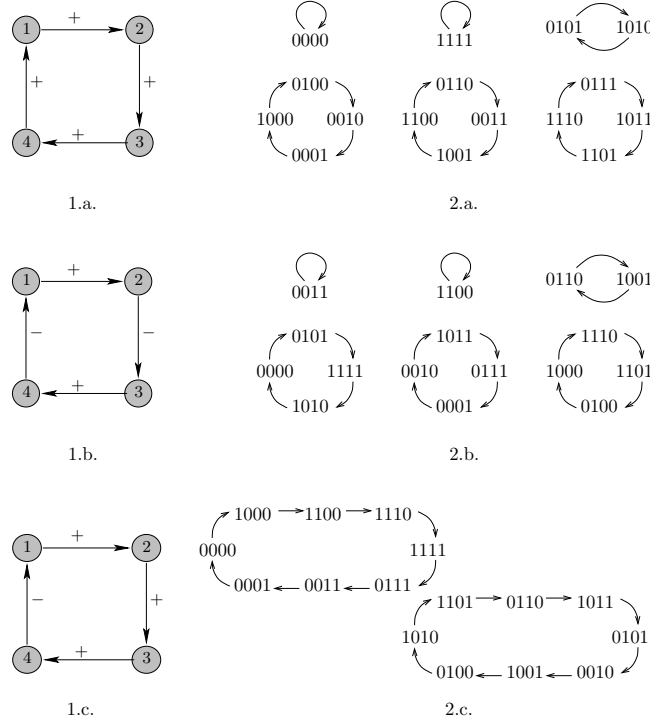 1 + 2 0000 1111 0101 1010
+ + 0100 0110 0111
1000 0010 1100 0011 1110 1011
4 + 3 0001 1001 1101
1.a. 2.a.
1 + 2 0011 1100 0110 1001
− − 0101 1011 1110
0000 1111 0010 0111 1000 1101
4 + 3 1010 0001 0100
1.b. 2.b.
1000 1100 1110
1 + 2 0000 1111
− + 0001 0011 0111
1101 0110 1011
1010 0101
4 + 3 0100 1001 0010
1.c. 2.c.